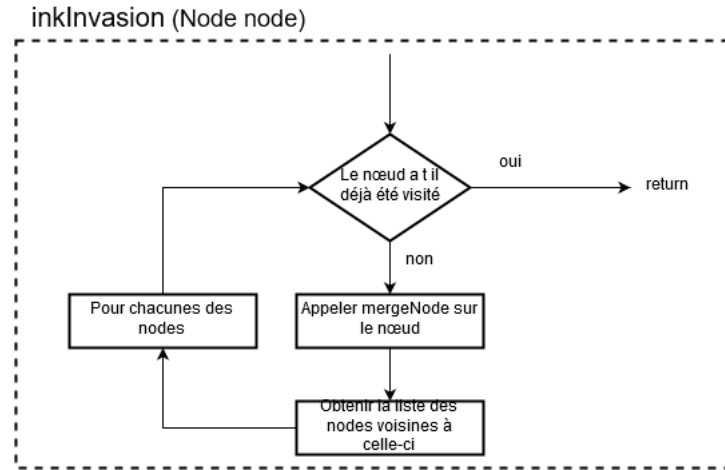 inkInvasion (Node node)
Le nœud a t il
déjà été visité
oui
return
non
Pour chacunes des
nodes
Appeler mergeNode sur
le nœud
Obtenir la liste des
nodes voisines à
celle-ci